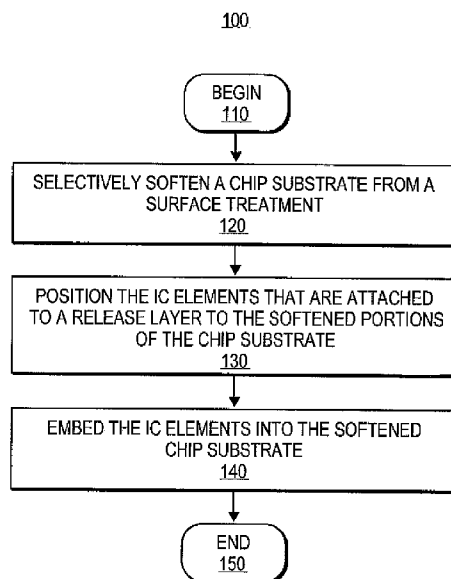 100
BEGIN
110
SELECTIVELY SOFTEN A CHIP SUBSTRATE FROM A
SURFACE TREATMENT
120
POSITION THE IC ELEMENTS THAT ARE ATTACHED
TO A RELEASE LAYER TO THE SOFTENED PORTIONS
OF THE CHIP SUBSTRATE
130
EMBED THE IC ELEMENTS INTO THE SOFTENED
CHIP SUBSTRATE
140
END
150